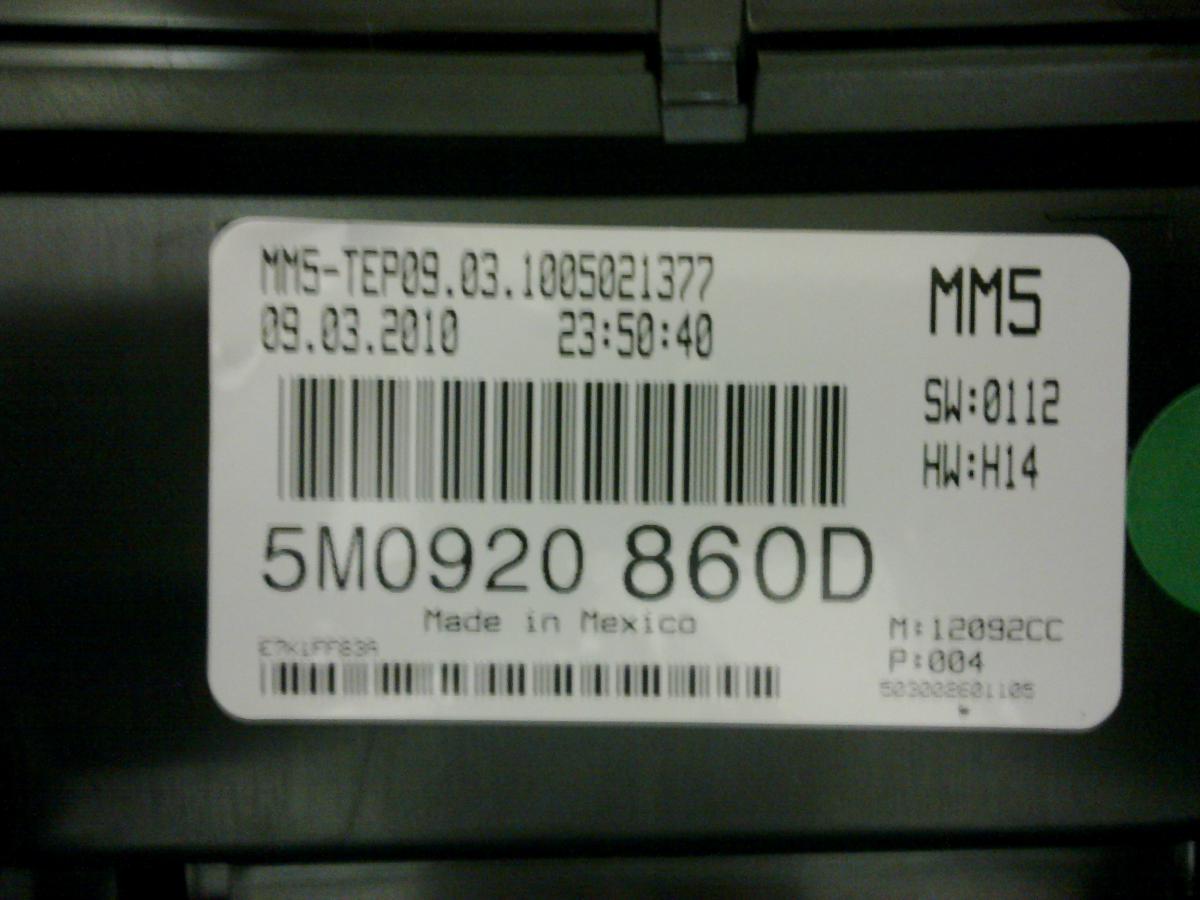 MM5-TEP09.03.1005021377
09.03.2010 23:50:40
MM5
SW:0112
HW:H14
5M0920 860D
Made in Mexico
M:12092CC
P:004
503002601105